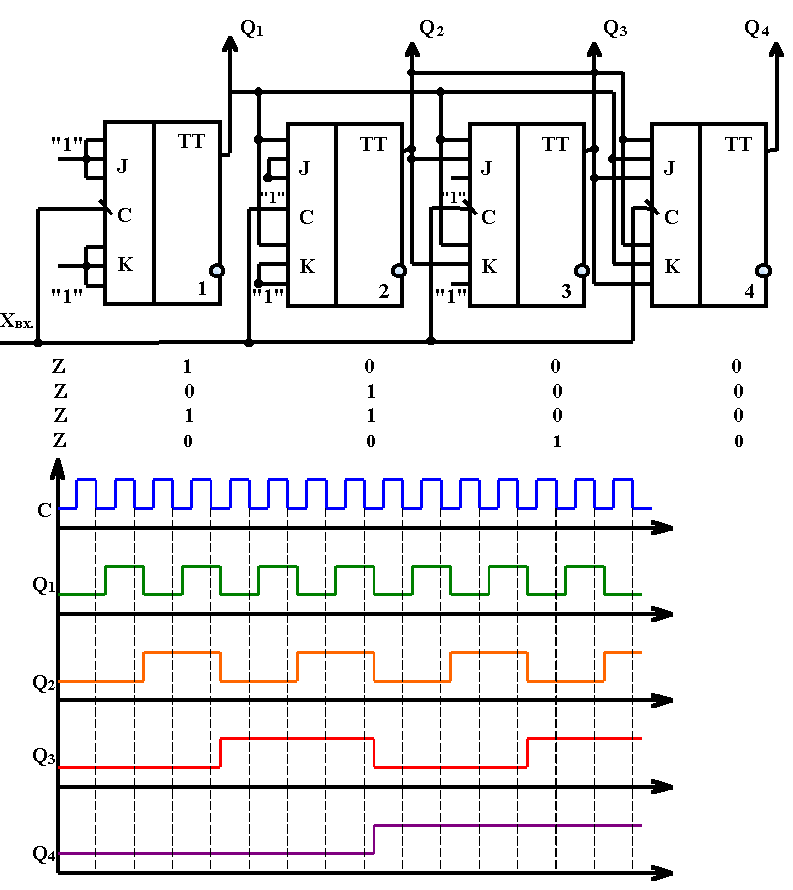 Q1 Q2 Q3 Q4
"1" TT TT TT TT
J J J J
"1" "1"
C C C C
K K K K
"1" 1 "1" 2 "1" 3 4
Xвх.
Z 1 0 0 0
Z 0 1 0 0
Z 1 1 0 0
Z 0 0 1 0
C
Q1
Q2
Q3
Q4